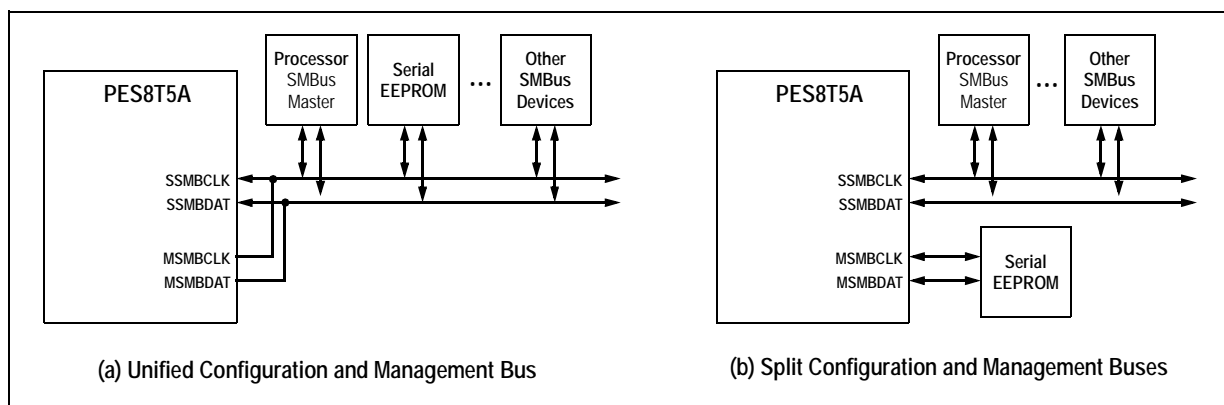 PES8T5A
Processor
SMBus
Master
Serial
EEPROM
...
Other
SMBus
Devices
SSMBCLK
SSMBDAT
MSMBCLK
MSMBDAT
(a) Unified Configuration and Management Bus
PES8T5A
Processor
SMBus
Master
...
Other
SMBus
Devices
SSMBCLK
SSMBDAT
MSMBCLK
MSMBDAT
Serial
EEPROM
(b) Split Configuration and Management Buses